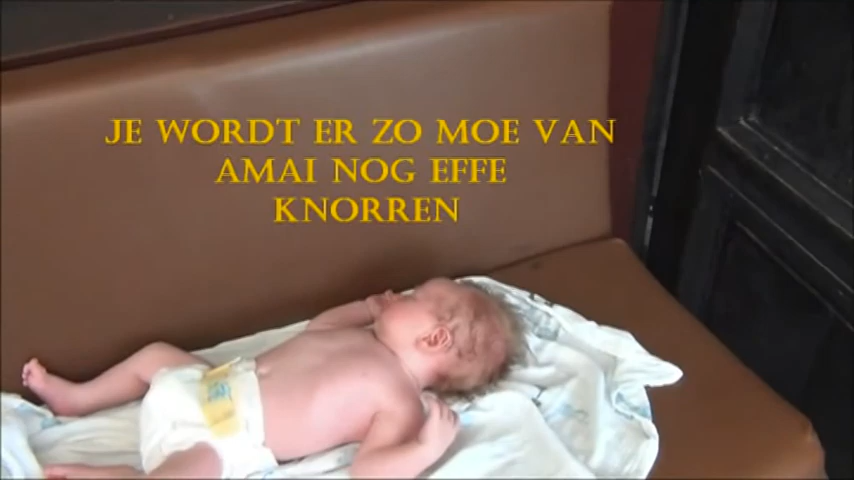 JE WORDT ER ZO MOE VAN
AMAI NOG EFFE
KNORREN